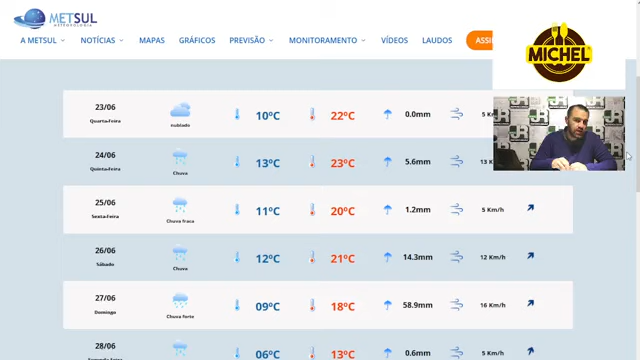 METSUL
METEOROLOGIA
A METSUL NOTÍCIAS MAPAS GRÁFICOS PREVISÃO MONITORAMENTO VÍDEOS LAUDOS ASSI
MICHEL
23/06
Quarta-Feira
nublado
10ºC 22ºC 0.0mm 5 K
24/06
Quinta-Feira
Chuva
13ºC 23ºC 5.6mm 13 K
25/06
Sexta-Feira
Chuva fraca
11ºC 20ºC 1.2mm 5 Km/h
26/06
Sábado
Chuva
12ºC 21ºC 14.3mm 12 Km/h
27/06
Domingo
Chuva forte
09ºC 18ºC 58.9mm 16 Km/h
28/06
06ºC 13ºC 0.6mm 5 Km/h